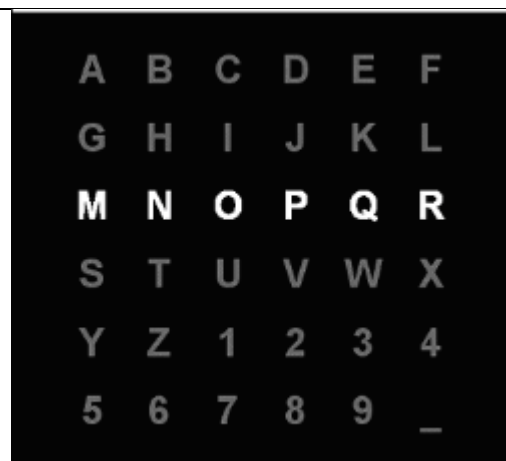 A B C D E F
G H I J K L
M N O P Q R
S T U V W X
Y Z 1 2 3 4
5 6 7 8 9 _